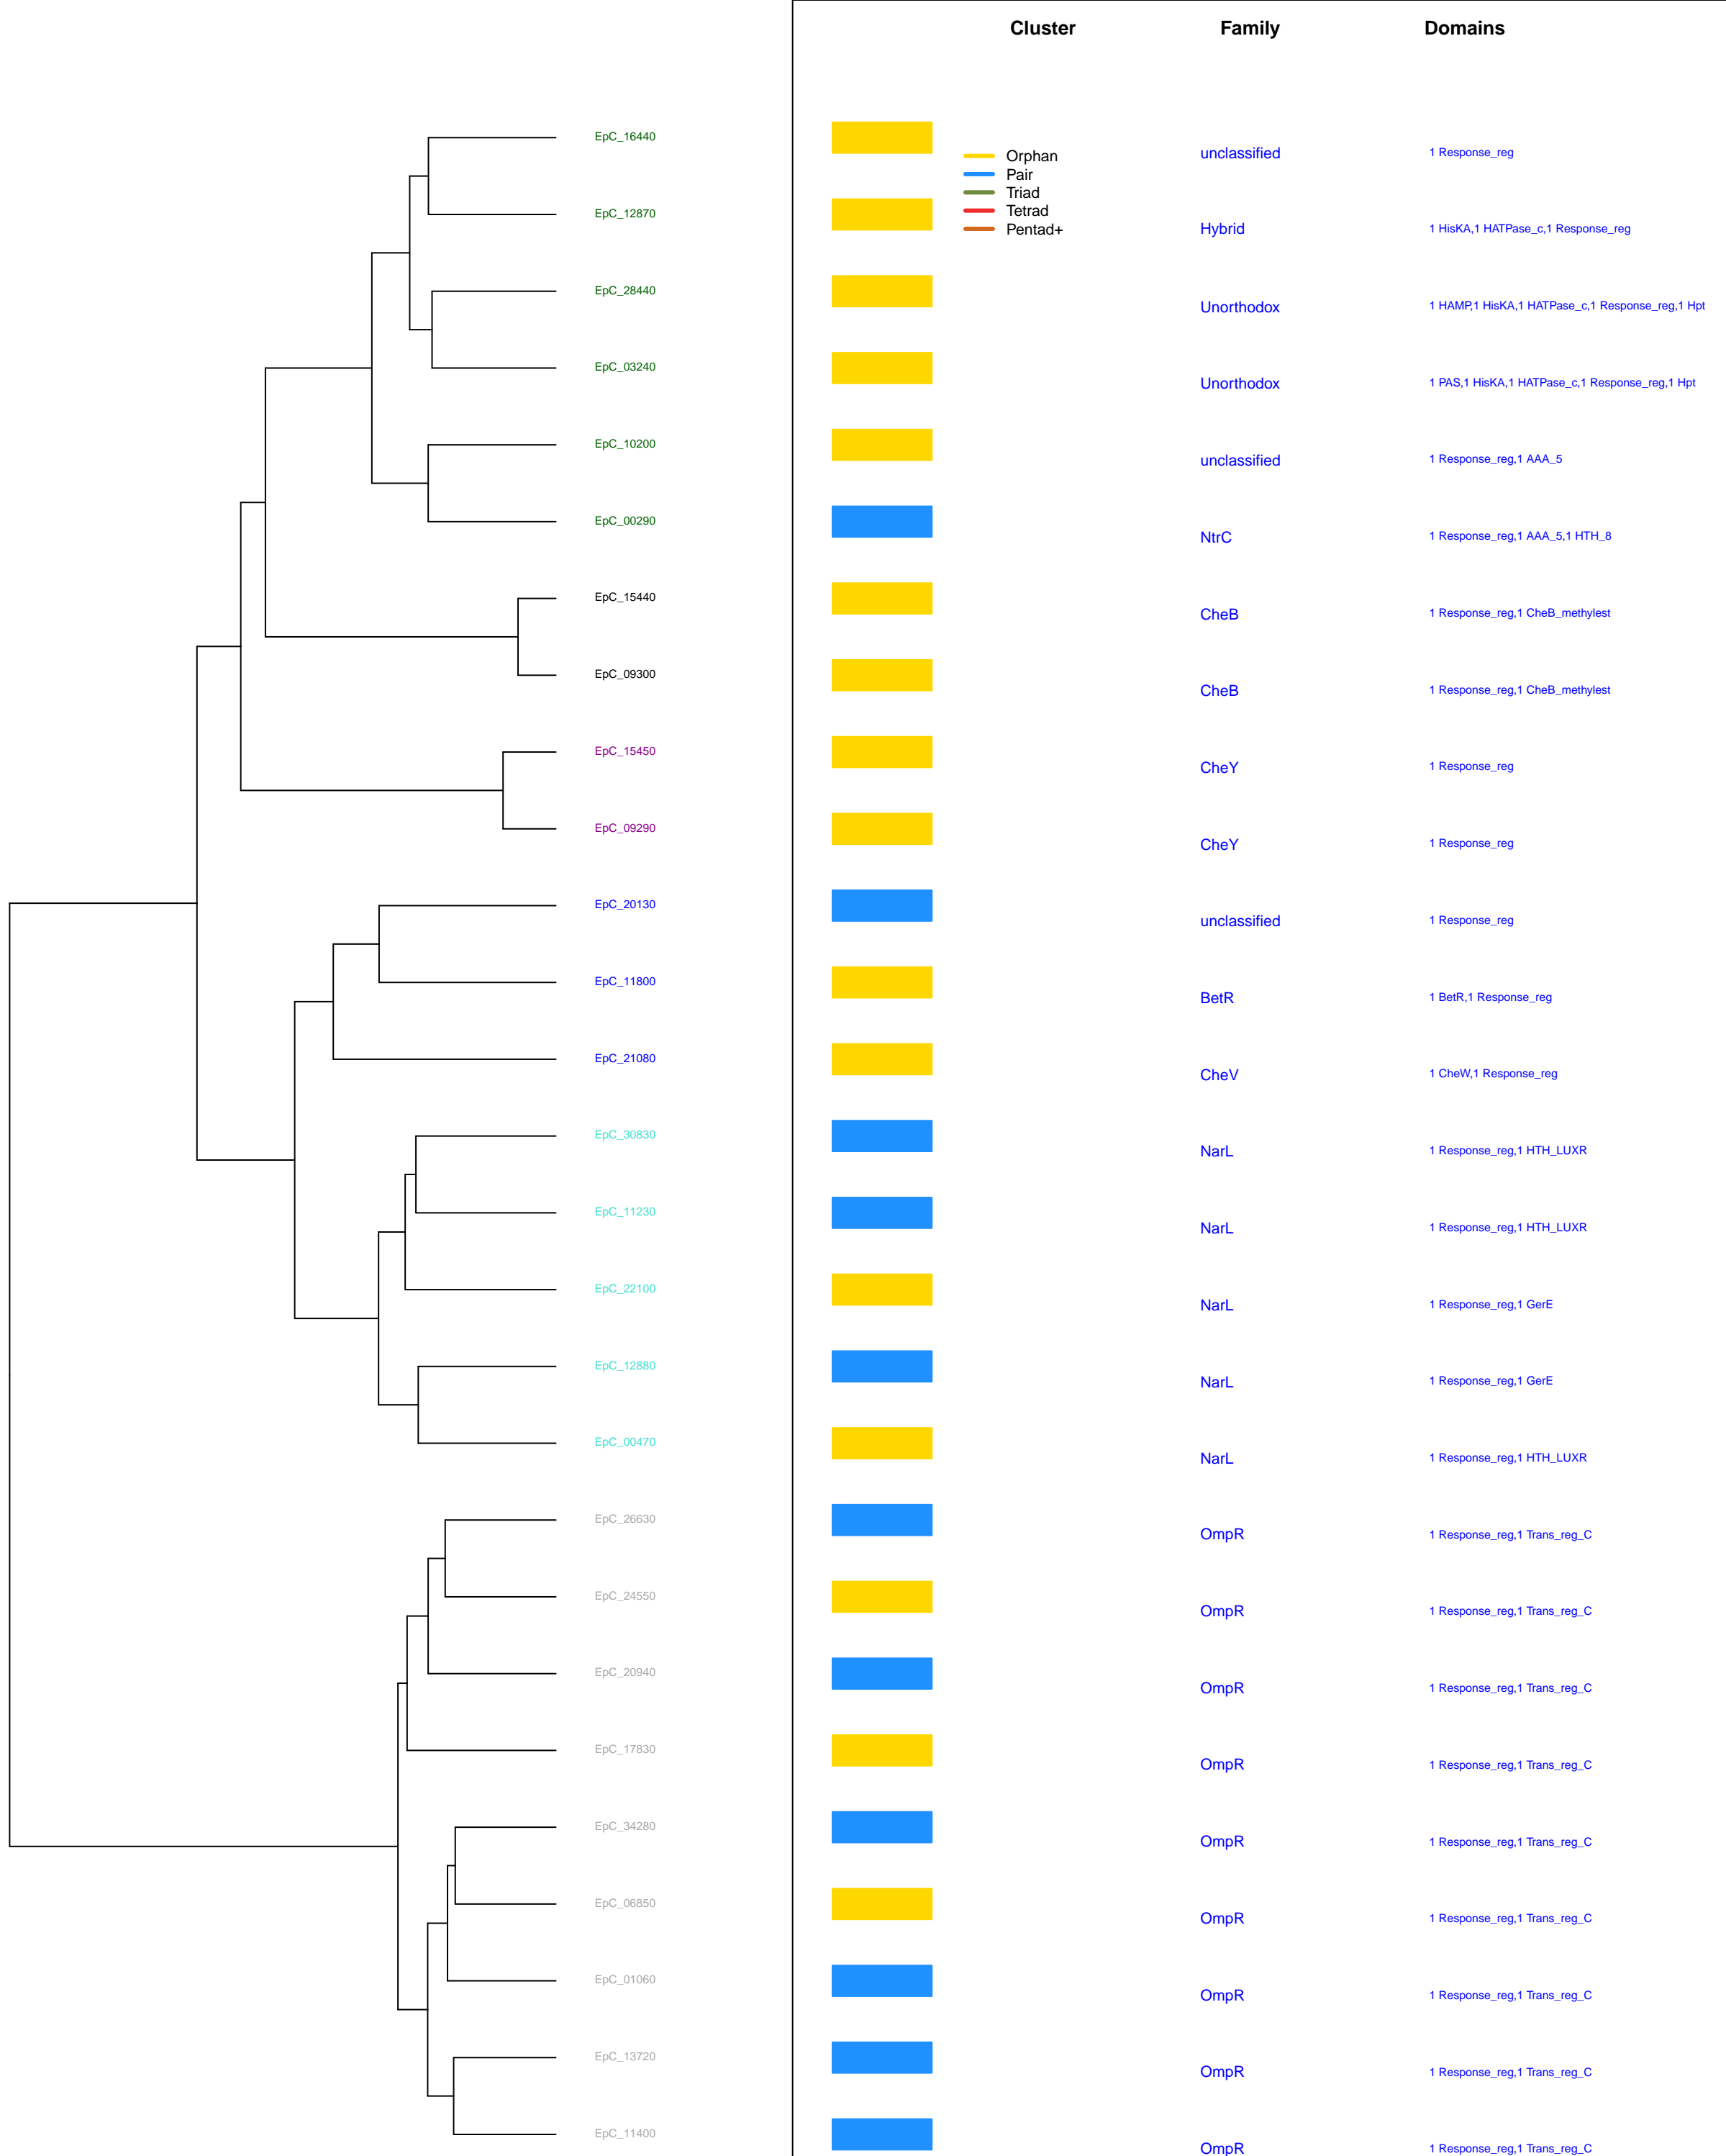 Cluster Family Domains
EpC_16440
Orphan
unclassified 1 Response_reg
Pair
Triad
EpC_12870
Tetrad
Pentad+
Hybrid 1 HisKA,1 HATPase_c,1 Response_reg
EpC_28440
Unorthodox 1 HAMP,1 HisKA,1 HATPase_c,1 Response_reg,1 Hpt
EpC_03240
Unorthodox 1 PAS,1 HisKA,1 HATPase_c,1 Response_reg,1 Hpt
EpC_10200
unclassified 1 Response_reg,1 AAA_5
EpC_00290
NtrC 1 Response_reg,1 AAA_5,1 HTH_8
EpC_15440
CheB 1 Response_reg,1 CheB_methylest
EpC_09300
CheB 1 Response_reg,1 CheB_methylest
EpC_15450
CheY 1 Response_reg
EpC_09290
CheY 1 Response_reg
EpC_20130
unclassified 1 Response_reg
EpC_11800
BetR 1 BetR,1 Response_reg
EpC_21080
CheV 1 CheW,1 Response_reg
EpC_30830
NarL 1 Response_reg,1 HTH_LUXR
EpC_11230
NarL 1 Response_reg,1 HTH_LUXR
EpC_22100
NarL 1 Response_reg,1 GerE
EpC_12880
NarL 1 Response_reg,1 GerE
EpC_00470
NarL 1 Response_reg,1 HTH_LUXR
EpC_26630
OmpR 1 Response_reg,1 Trans_reg_C
EpC_24550
OmpR 1 Response_reg,1 Trans_reg_C
EpC_20940
OmpR 1 Response_reg,1 Trans_reg_C
EpC_17830
OmpR 1 Response_reg,1 Trans_reg_C
EpC_34280
OmpR 1 Response_reg,1 Trans_reg_C
EpC_06850
OmpR 1 Response_reg,1 Trans_reg_C
EpC_01060
OmpR 1 Response_reg,1 Trans_reg_C
EpC_13720
OmpR 1 Response_reg,1 Trans_reg_C
EpC_11400
OmpR 1 Response_reg,1 Trans_reg_C